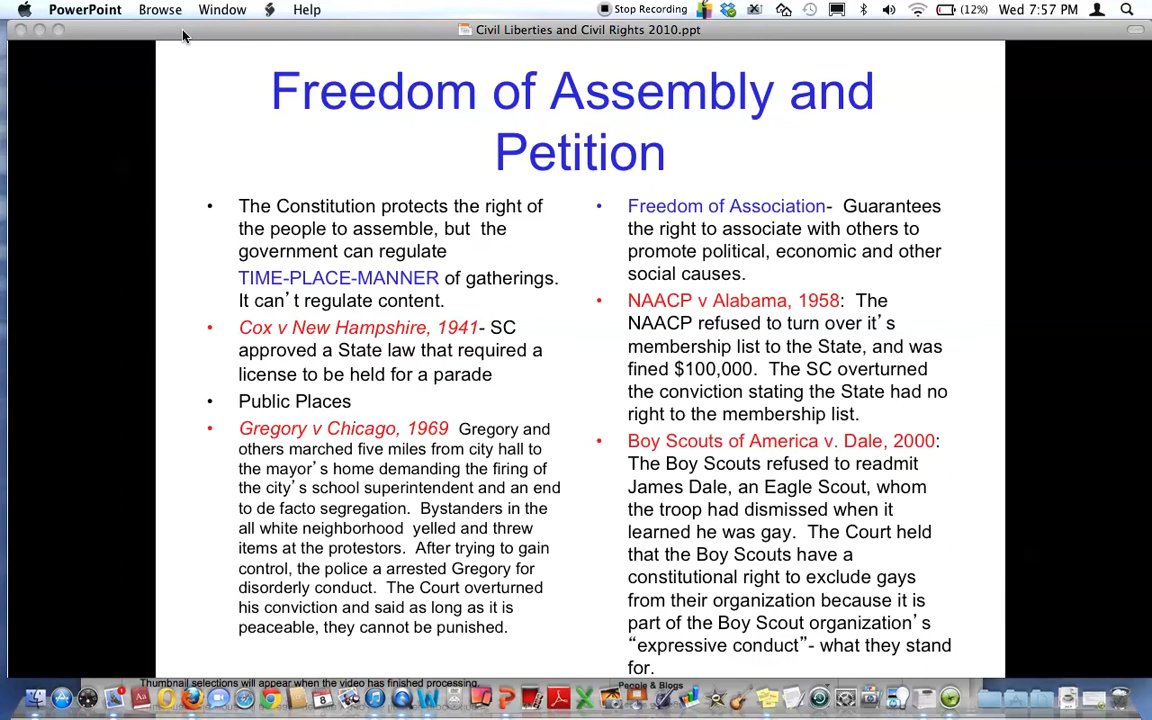 PowerPoint Browse Window Help Stop Recording (12%) Wed 7:57 PM
Civil Liberties and Civil Rights 2010.ppt
Freedom of Assembly and
Petition
• The Constitution protects the right of
the people to assemble, but the
government can regulate
TIME-PLACE-MANNER of gatherings.
It can’t regulate content.
• Cox v New Hampshire, 1941- SC
approved a State law that required a
license to be held for a parade
• Public Places
• Gregory v Chicago, 1969 Gregory and
others marched five miles from city hall to
the mayor’s home demanding the firing of
the city’s school superintendent and an end
to de facto segregation. Bystanders in the
all white neighborhood yelled and threw
items at the protestors. After trying to gain
control, the police a arrested Gregory for
disorderly conduct. The Court overturned
his conviction and said as long as it is
peaceable, they cannot be punished.
• Freedom of Association- Guarantees
the right to associate with others to
promote political, economic and other
social causes.
• NAACP v Alabama, 1958: The
NAACP refused to turn over it’s
membership list to the State, and was
fined $100,000. The SC overturned
the conviction stating the State had no
right to the membership list.
• Boy Scouts of America v. Dale, 2000:
The Boy Scouts refused to readmit
James Dale, an Eagle Scout, whom
the troop had dismissed when it
learned he was gay. The Court held
that the Boy Scouts have a
constitutional right to exclude gays
from their organization because it is
part of the Boy Scout organization’s
“expressive conduct”- what they stand
for.
Thumbnail selections will appear when the video has finished processing.
People & Blogs